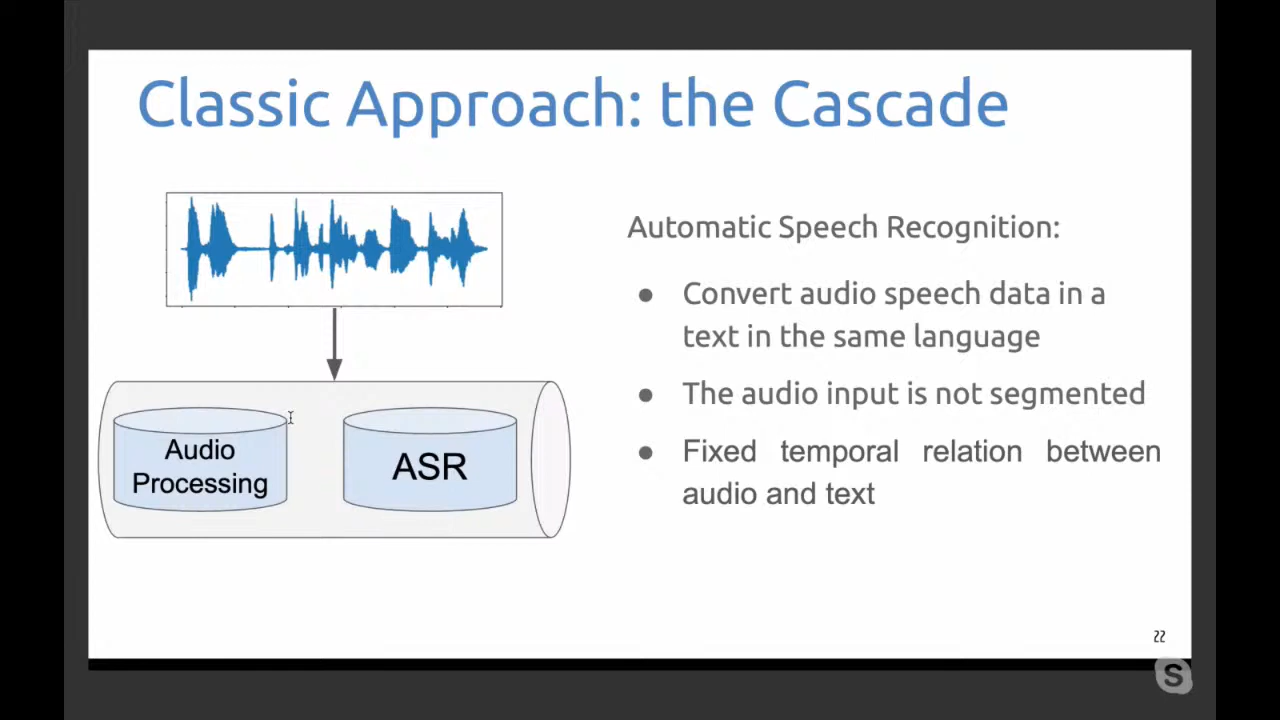 Classic Approach: the Cascade
Automatic Speech Recognition:
● Convert audio speech data in a
text in the same language
● The audio input is not segmented
● Fixed temporal relation between
audio and text
Audio
Processing
ASR
22
S